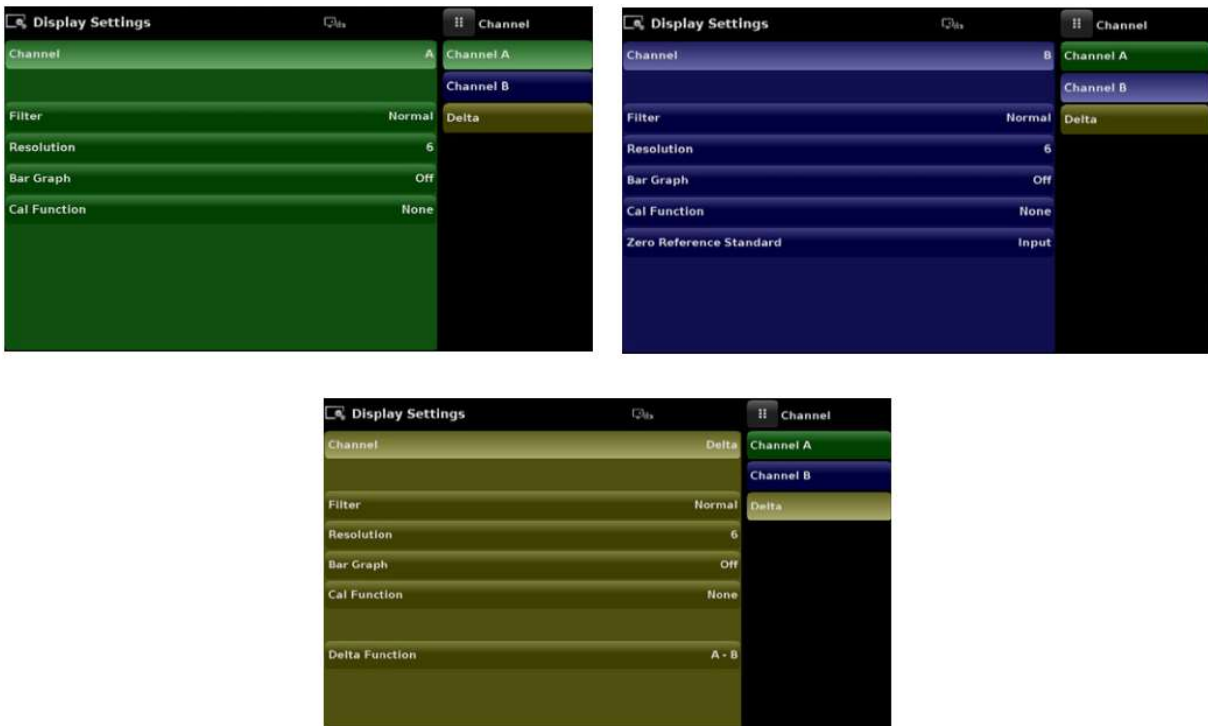 Display Settings
Channel
Channel A
Channel A
Channel B
Filter Normal
Delta
Resolution 6
Bar Graph Off
Cal Function None
Display Settings
Channel
Channel B
Channel A
Channel B
Filter Normal
Delta
Resolution 6
Bar Graph Off
Cal Function None
Zero Reference Standard Input
Display Settings
Channel
Channel Delta
Channel A
Channel B
Filter Normal
Delta
Resolution 6
Bar Graph Off
Cal Function None
Delta Function A - B